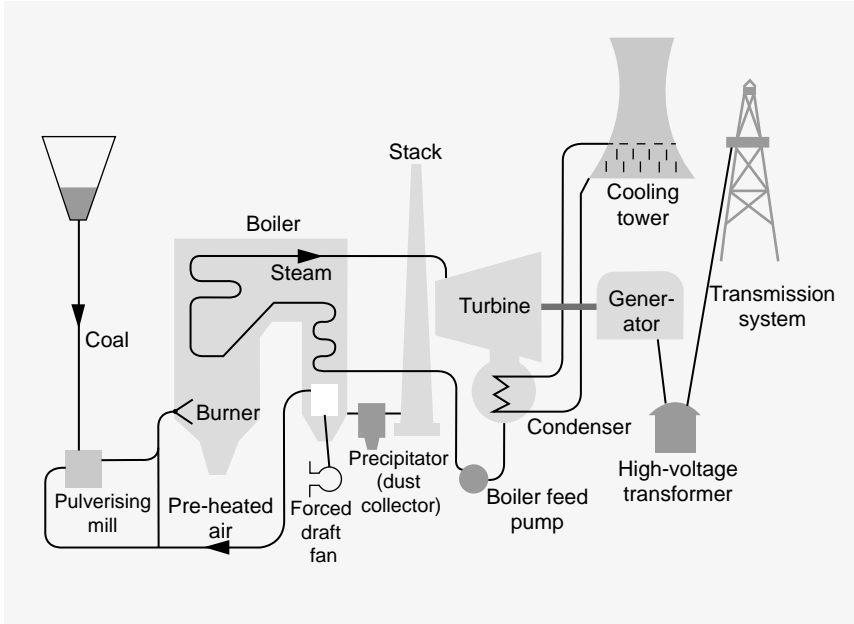 Stack
Cooling
tower
Boiler
Steam
Turbine
Gener-
ator
Transmission
system
Coal
Burner
Condenser
Precipitator
(dust
collector)
High-voltage
transformer
Pulverising
mill
Pre-heated
air
Forced
draft
fan
Boiler feed
pump